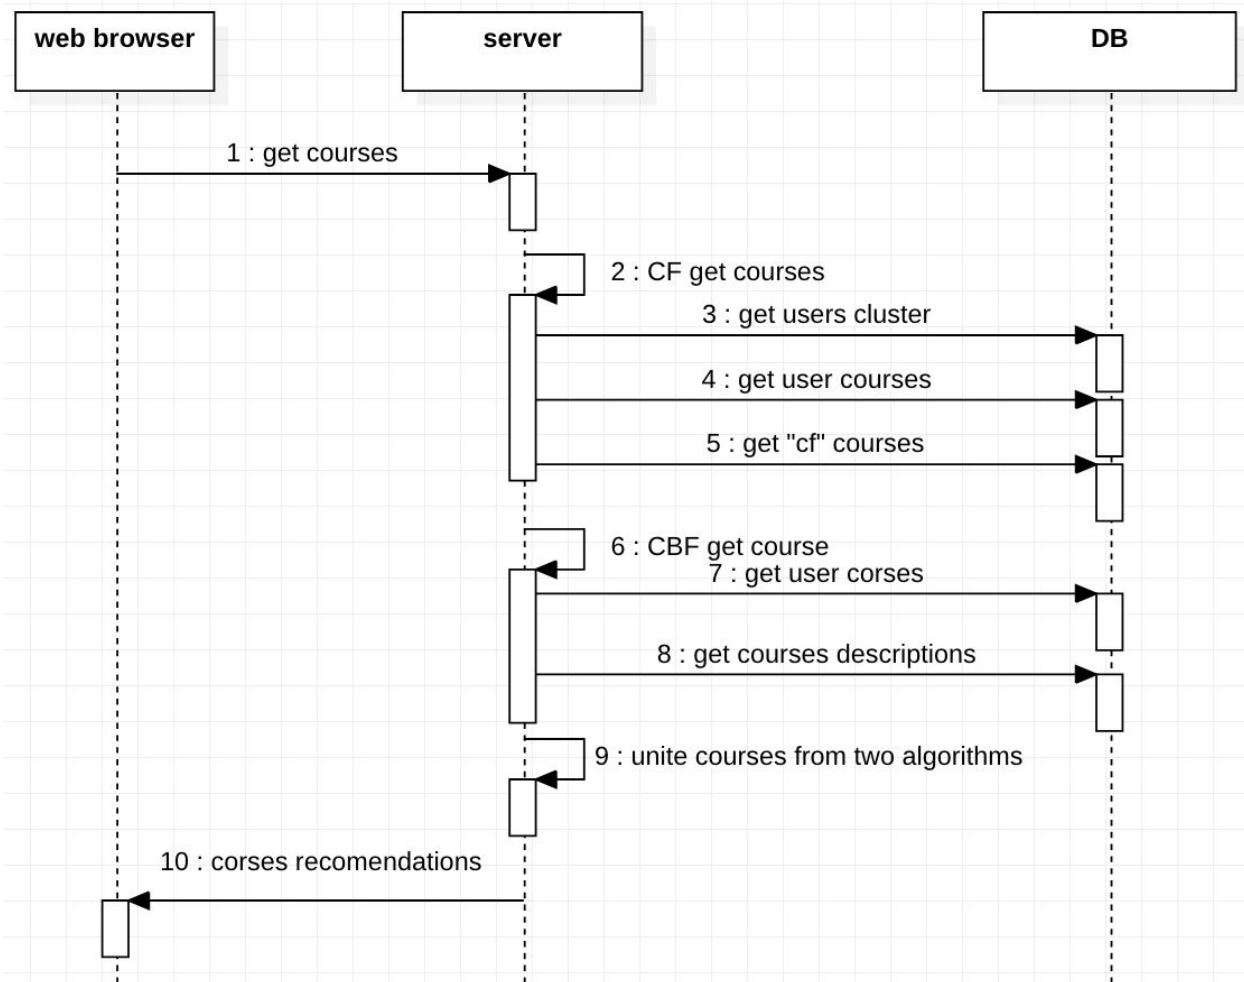 web browser
server
DB
1 : get courses
2 : CF get courses
3 : get users cluster
4 : get user courses
5 : get "cf" courses
6 : CBF get course
7 : get user corses
8 : get courses descriptions
9 : unite courses from two algorithms
10 : corses recomendations